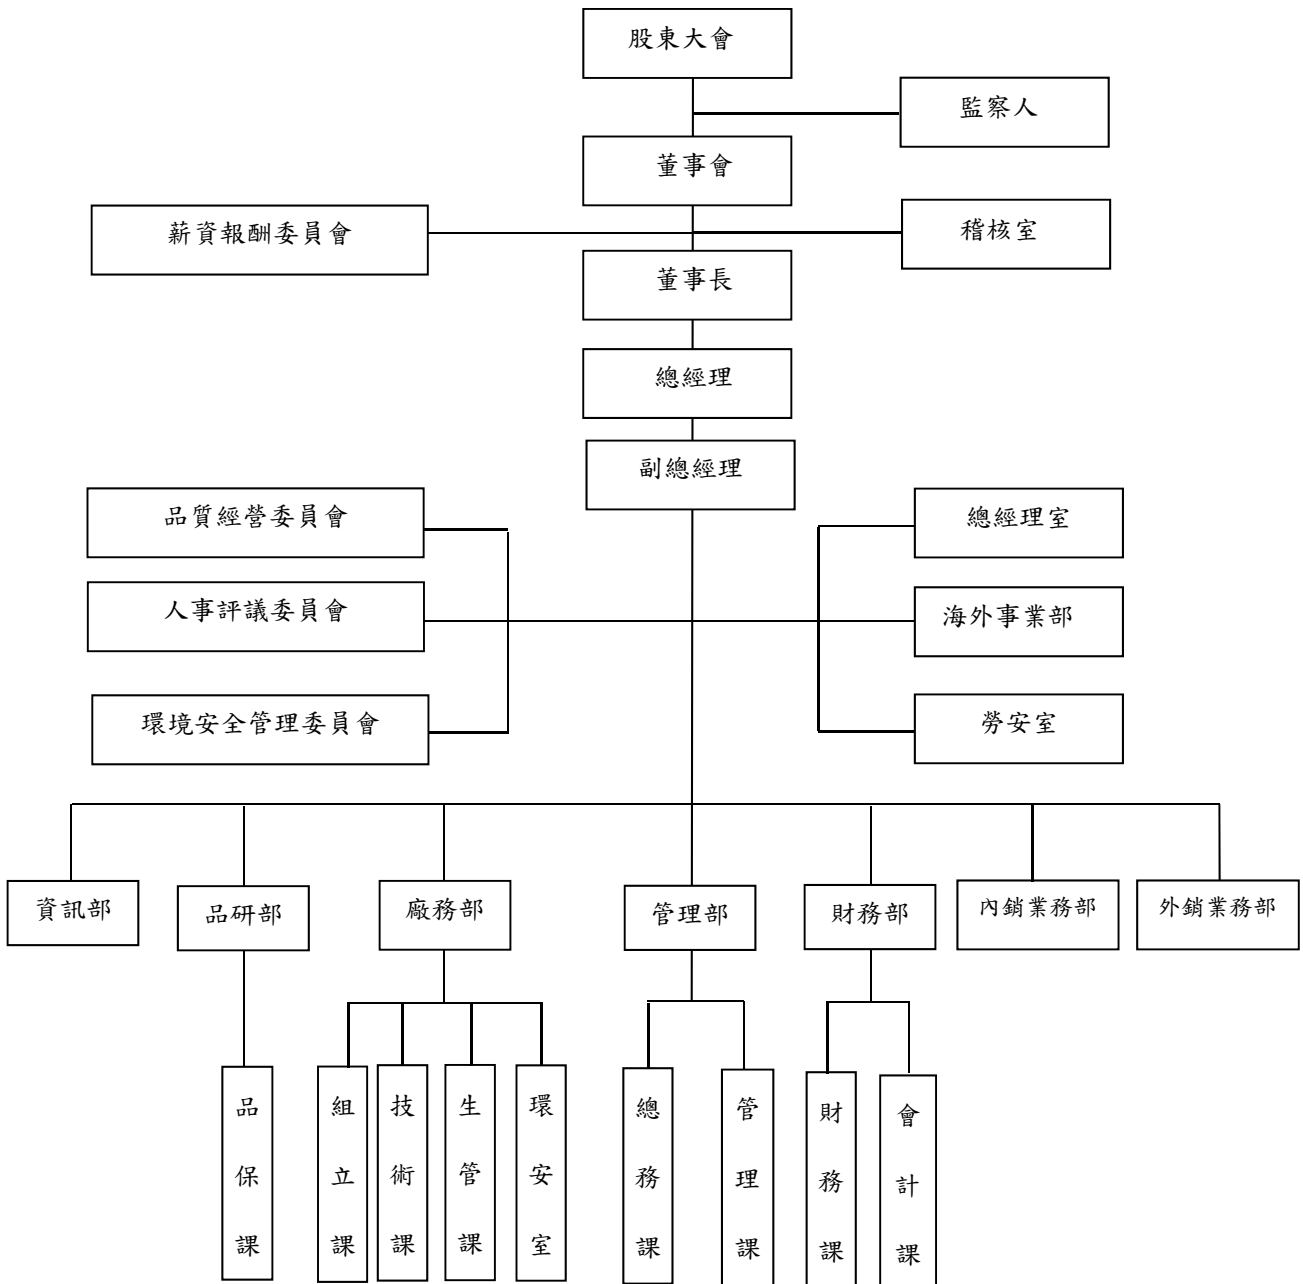 股東大會
監察人
董事會
薪資報酬委員會
稽核室
董事長
總經理
副總經理
品質經營委員會
總經理室
人事評議委員會
海外事業部
環境安全管理委員會
勞安室
資訊部
品研部
廠務部
管理部
財務部
內銷業務部
外銷業務部
品保課
組立課
技術課
生管課
環安室
總務課
管理課
財務課
會計課